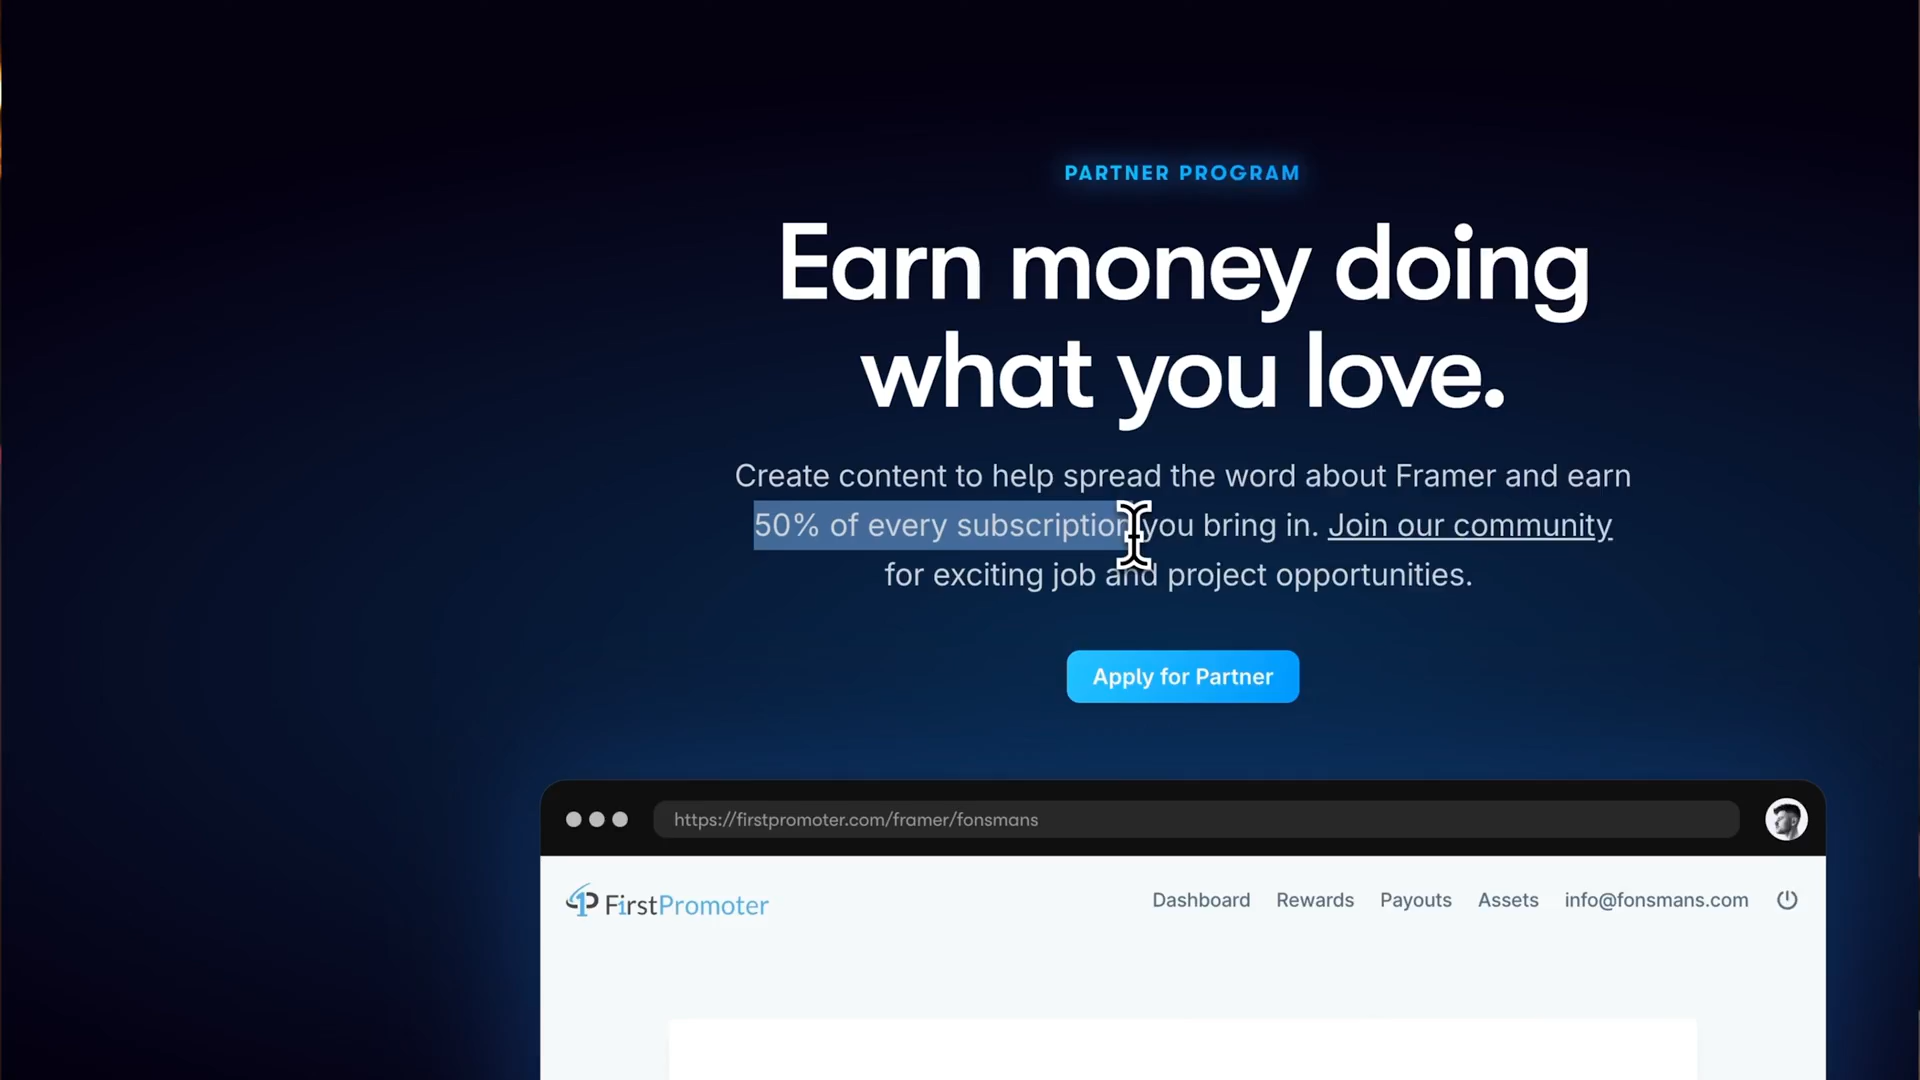 PARTNER PROGRAM
Earn money doing
what you love.
Create content to help spread the word about Framer and earn
50% of every subscription you bring in. Join our community
for exciting job and project opportunities.
Apply for Partner
https://firstpromoter.com/framer/fonsmans
FirstPromoter
Dashboard Rewards Payouts Assets info@fonsmans.com